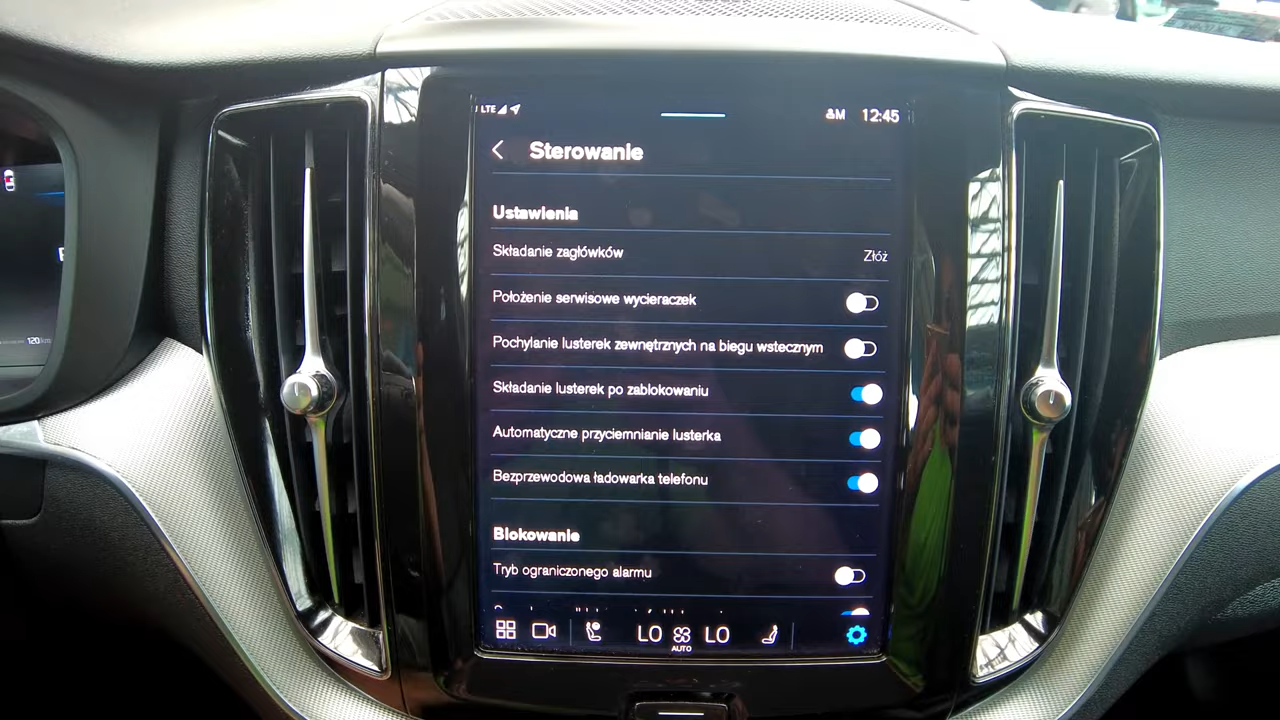 LTE
12:45
Sterowanie
Ustawienia
Składanie zagłówków
Złóż
Położenie serwisowe wycieraczek
Pochylanie lusterek zewnętrznych na biegu wstecznym
Składanie lusterek po zablokowaniu
Automatyczne przyciemnianie lusterka
Bezprzewodowa ładowarka telefonu
Blokowanie
Tryb ograniczonego alarmu
LO
LO
AUTO
120 km